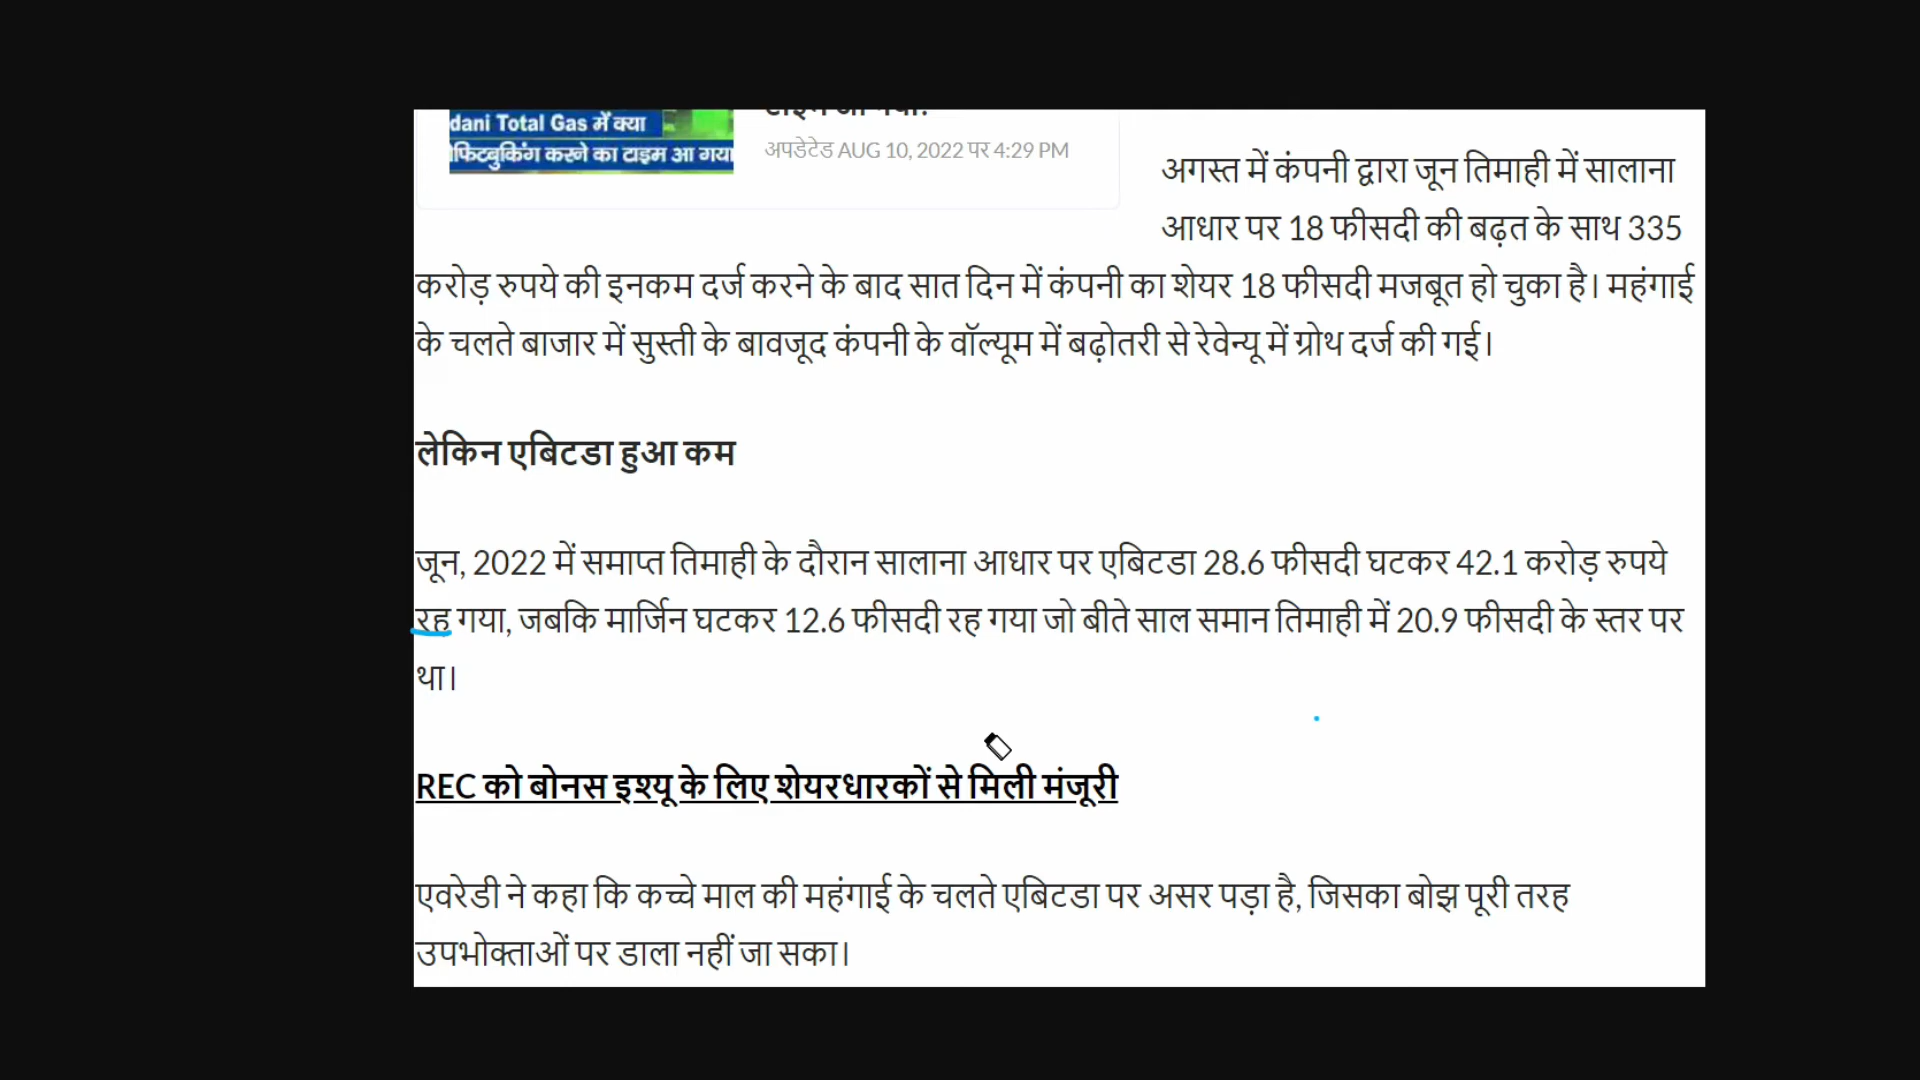 dani Total Gas में क्या
फिटबुकिंग करने का टाइम आ गया
अपडेटेड AUG 10, 2022 पर 4:29 PM
अगस्त में कंपनी द्वारा जून तिमाही में सालाना
आधार पर 18 फीसदी की बढ़त के साथ 335
करोड़ रुपये की इनकम दर्ज करने के बाद सात दिन में कंपनी का शेयर 18 फीसदी मजबूत हो चुका है। महंगाई
के चलते बाजार में सुस्ती के बावजूद कंपनी के वॉल्यूम में बढ़ोतरी से रेवेन्यू में ग्रोथ दर्ज की गई।
लेकिन एबिटडा हुआ कम
जून, 2022 में समाप्त तिमाही के दौरान सालाना आधार पर एबिटडा 28.6 फीसदी घटकर 42.1 करोड़ रुपये
रह गया, जबकि मार्जिन घटकर 12.6 फीसदी रह गया जो बीते साल समान तिमाही में 20.9 फीसदी के स्तर पर
था।
REC को बोनस इश्यू के लिए शेयरधारकों से मिली मंजूरी
एवरेडी ने कहा कि कच्चे माल की महंगाई के चलते एबिटडा पर असर पड़ा है, जिसका बोझ पूरी तरह
उपभोक्ताओं पर डाला नहीं जा सका।